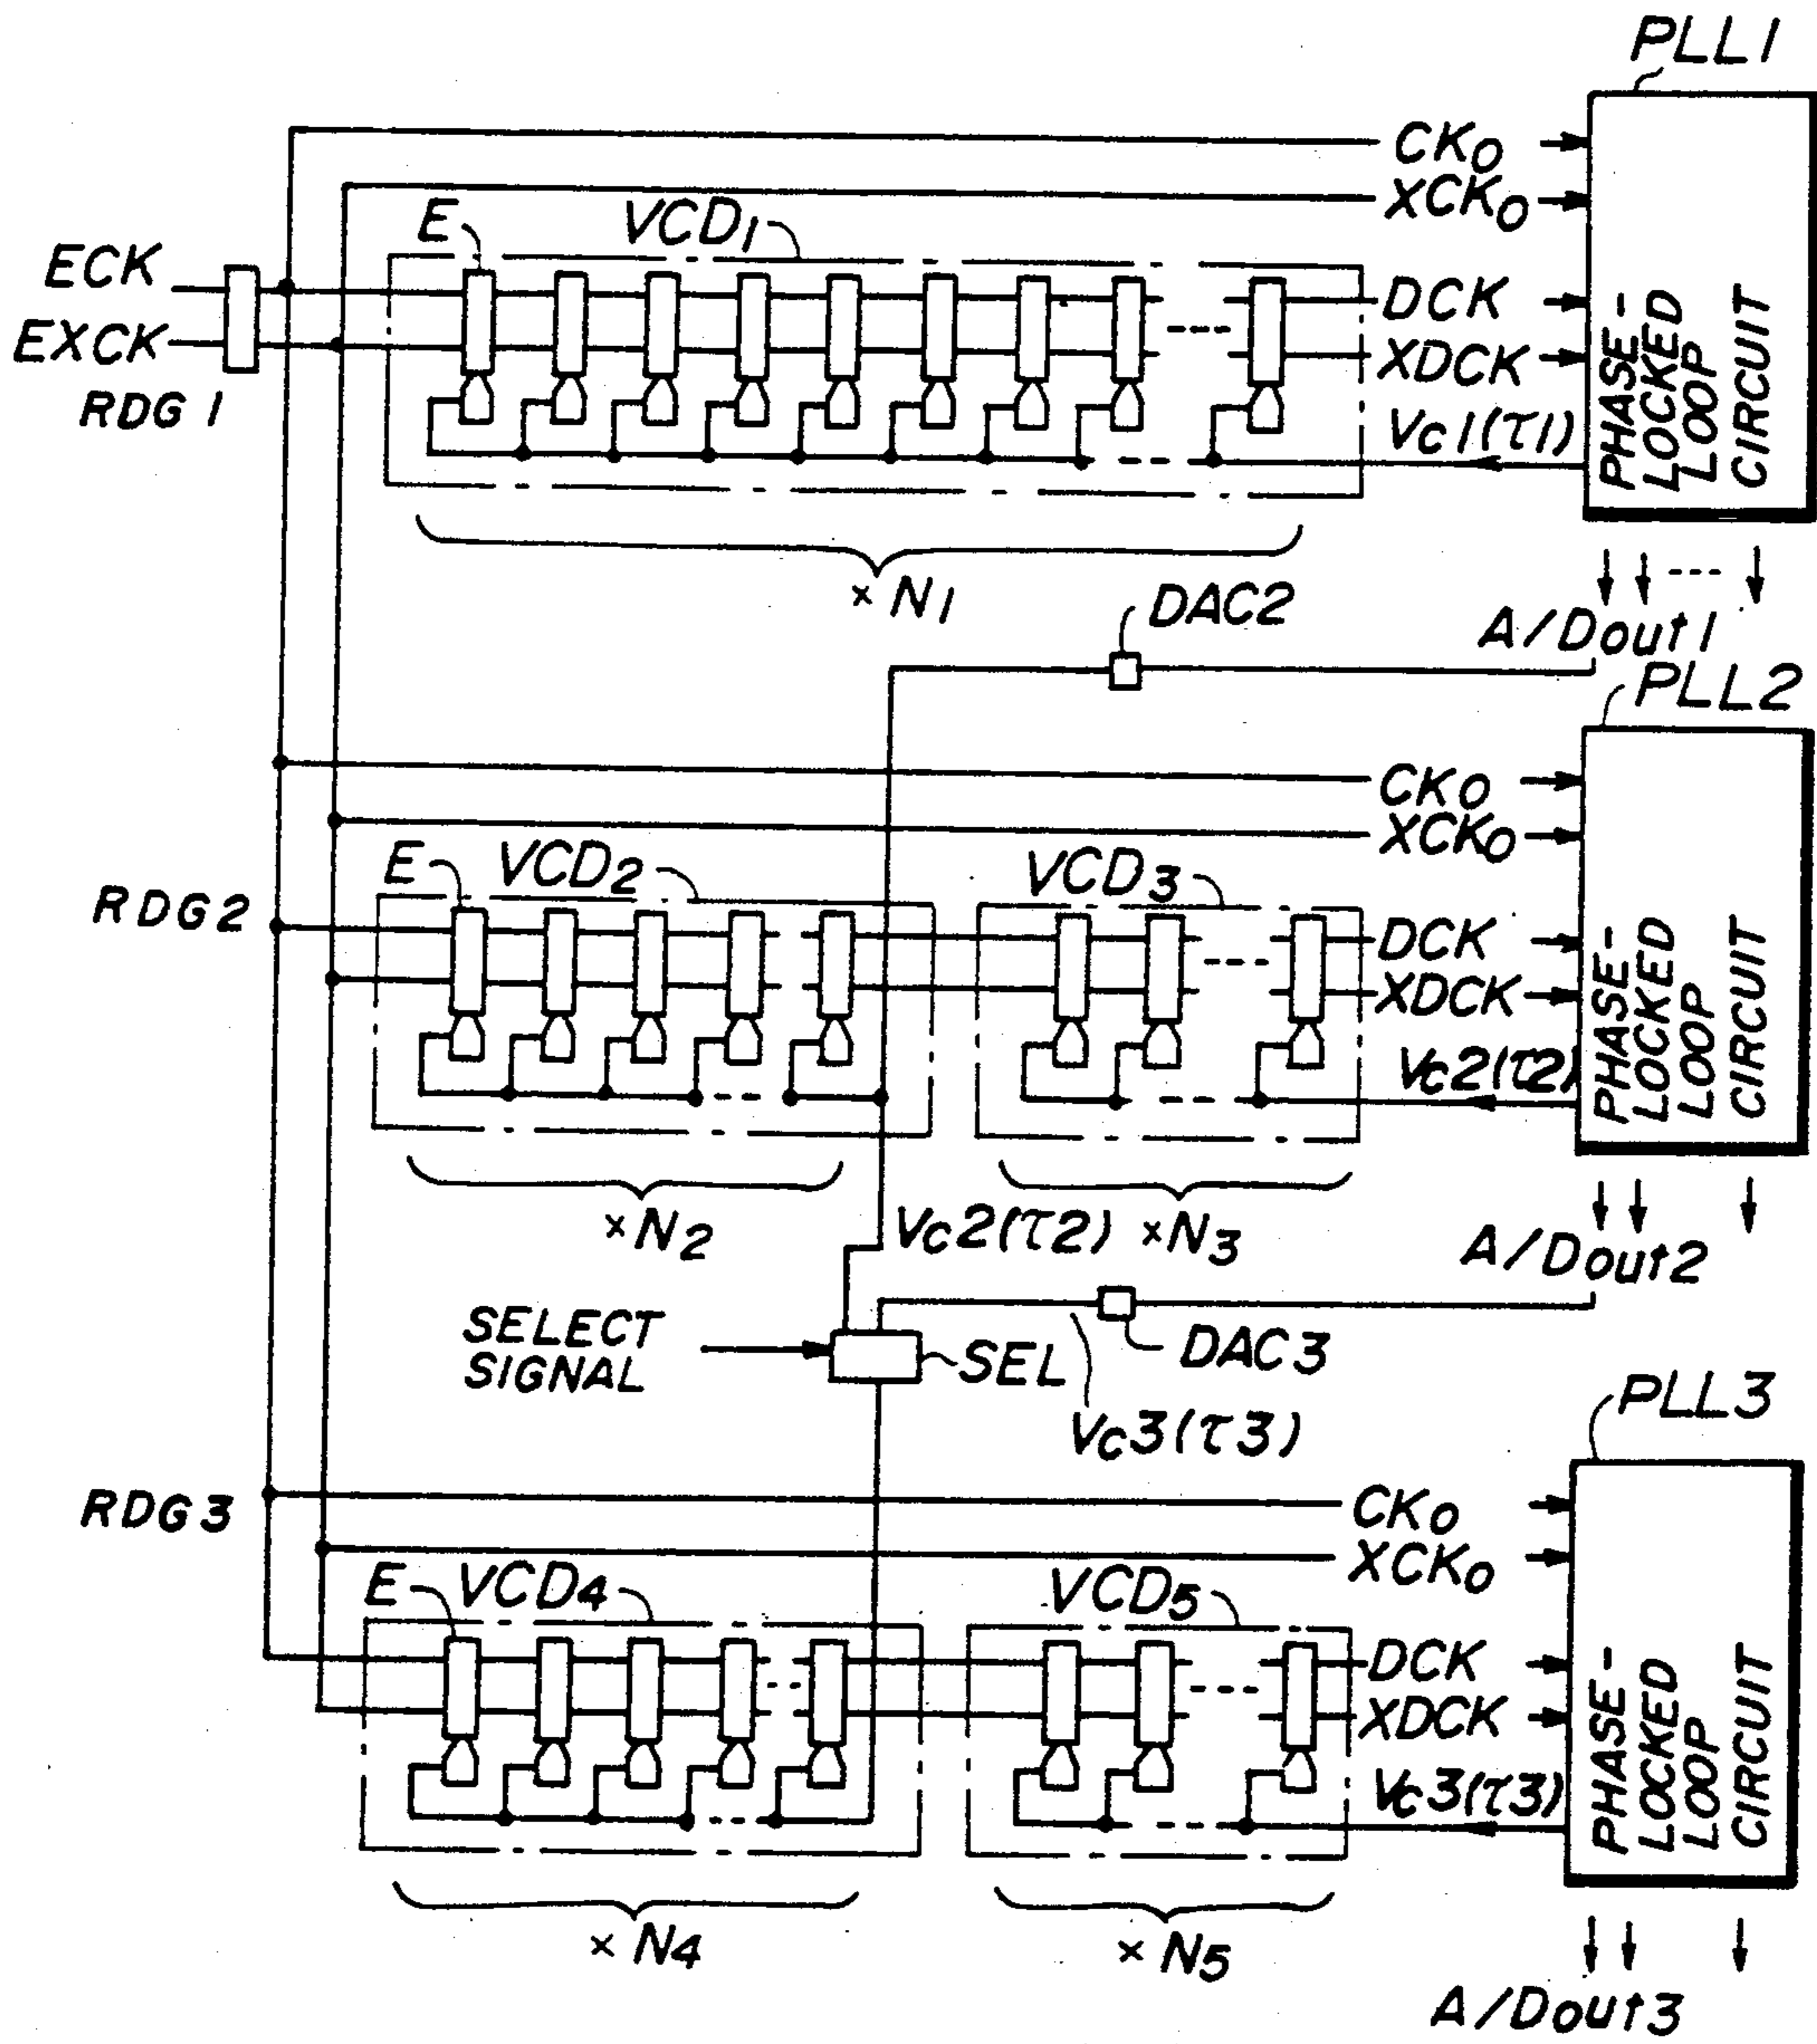 PLL1
CK0
XCK0
E
VCD1
ECK
EXCK
RDG 1
DCK
XDCK
Vc1(τ1)
PHASE-
LOCKED
LOOP
CIRCUIT
× N1
DAC2
A/Dout1
PLL2
CK0
XCK0
E
VCD2
VCD3
RDG2
DCK
XDCK
Vc2(τ2)
PHASE-
LOCKED
LOOP
CIRCUIT
×N2
Vc2(τ2)
×N3
A/Dout2
SELECT
SIGNAL
SEL
DAC3
Vc3(τ3)
PLL3
RDG3
CK0
XCK0
E
VCD4
VCD5
DCK
XDCK
Vc3(τ3)
PHASE-
LOCKED
LOOP
CIRCUIT
× N4
× N5
A/Dout3